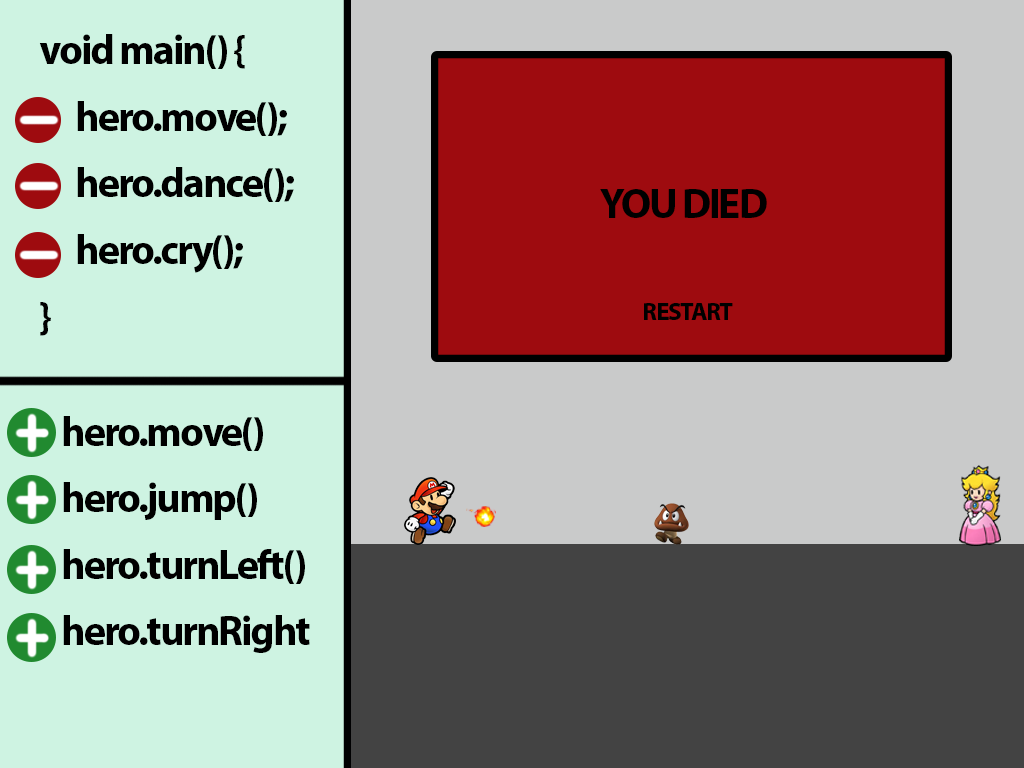 void main() {
hero.move();
hero.dance();
hero.cry();
}
hero.move()
hero.jump()
hero.turnLeft()
hero.turnRight
YOU DIED
RESTART